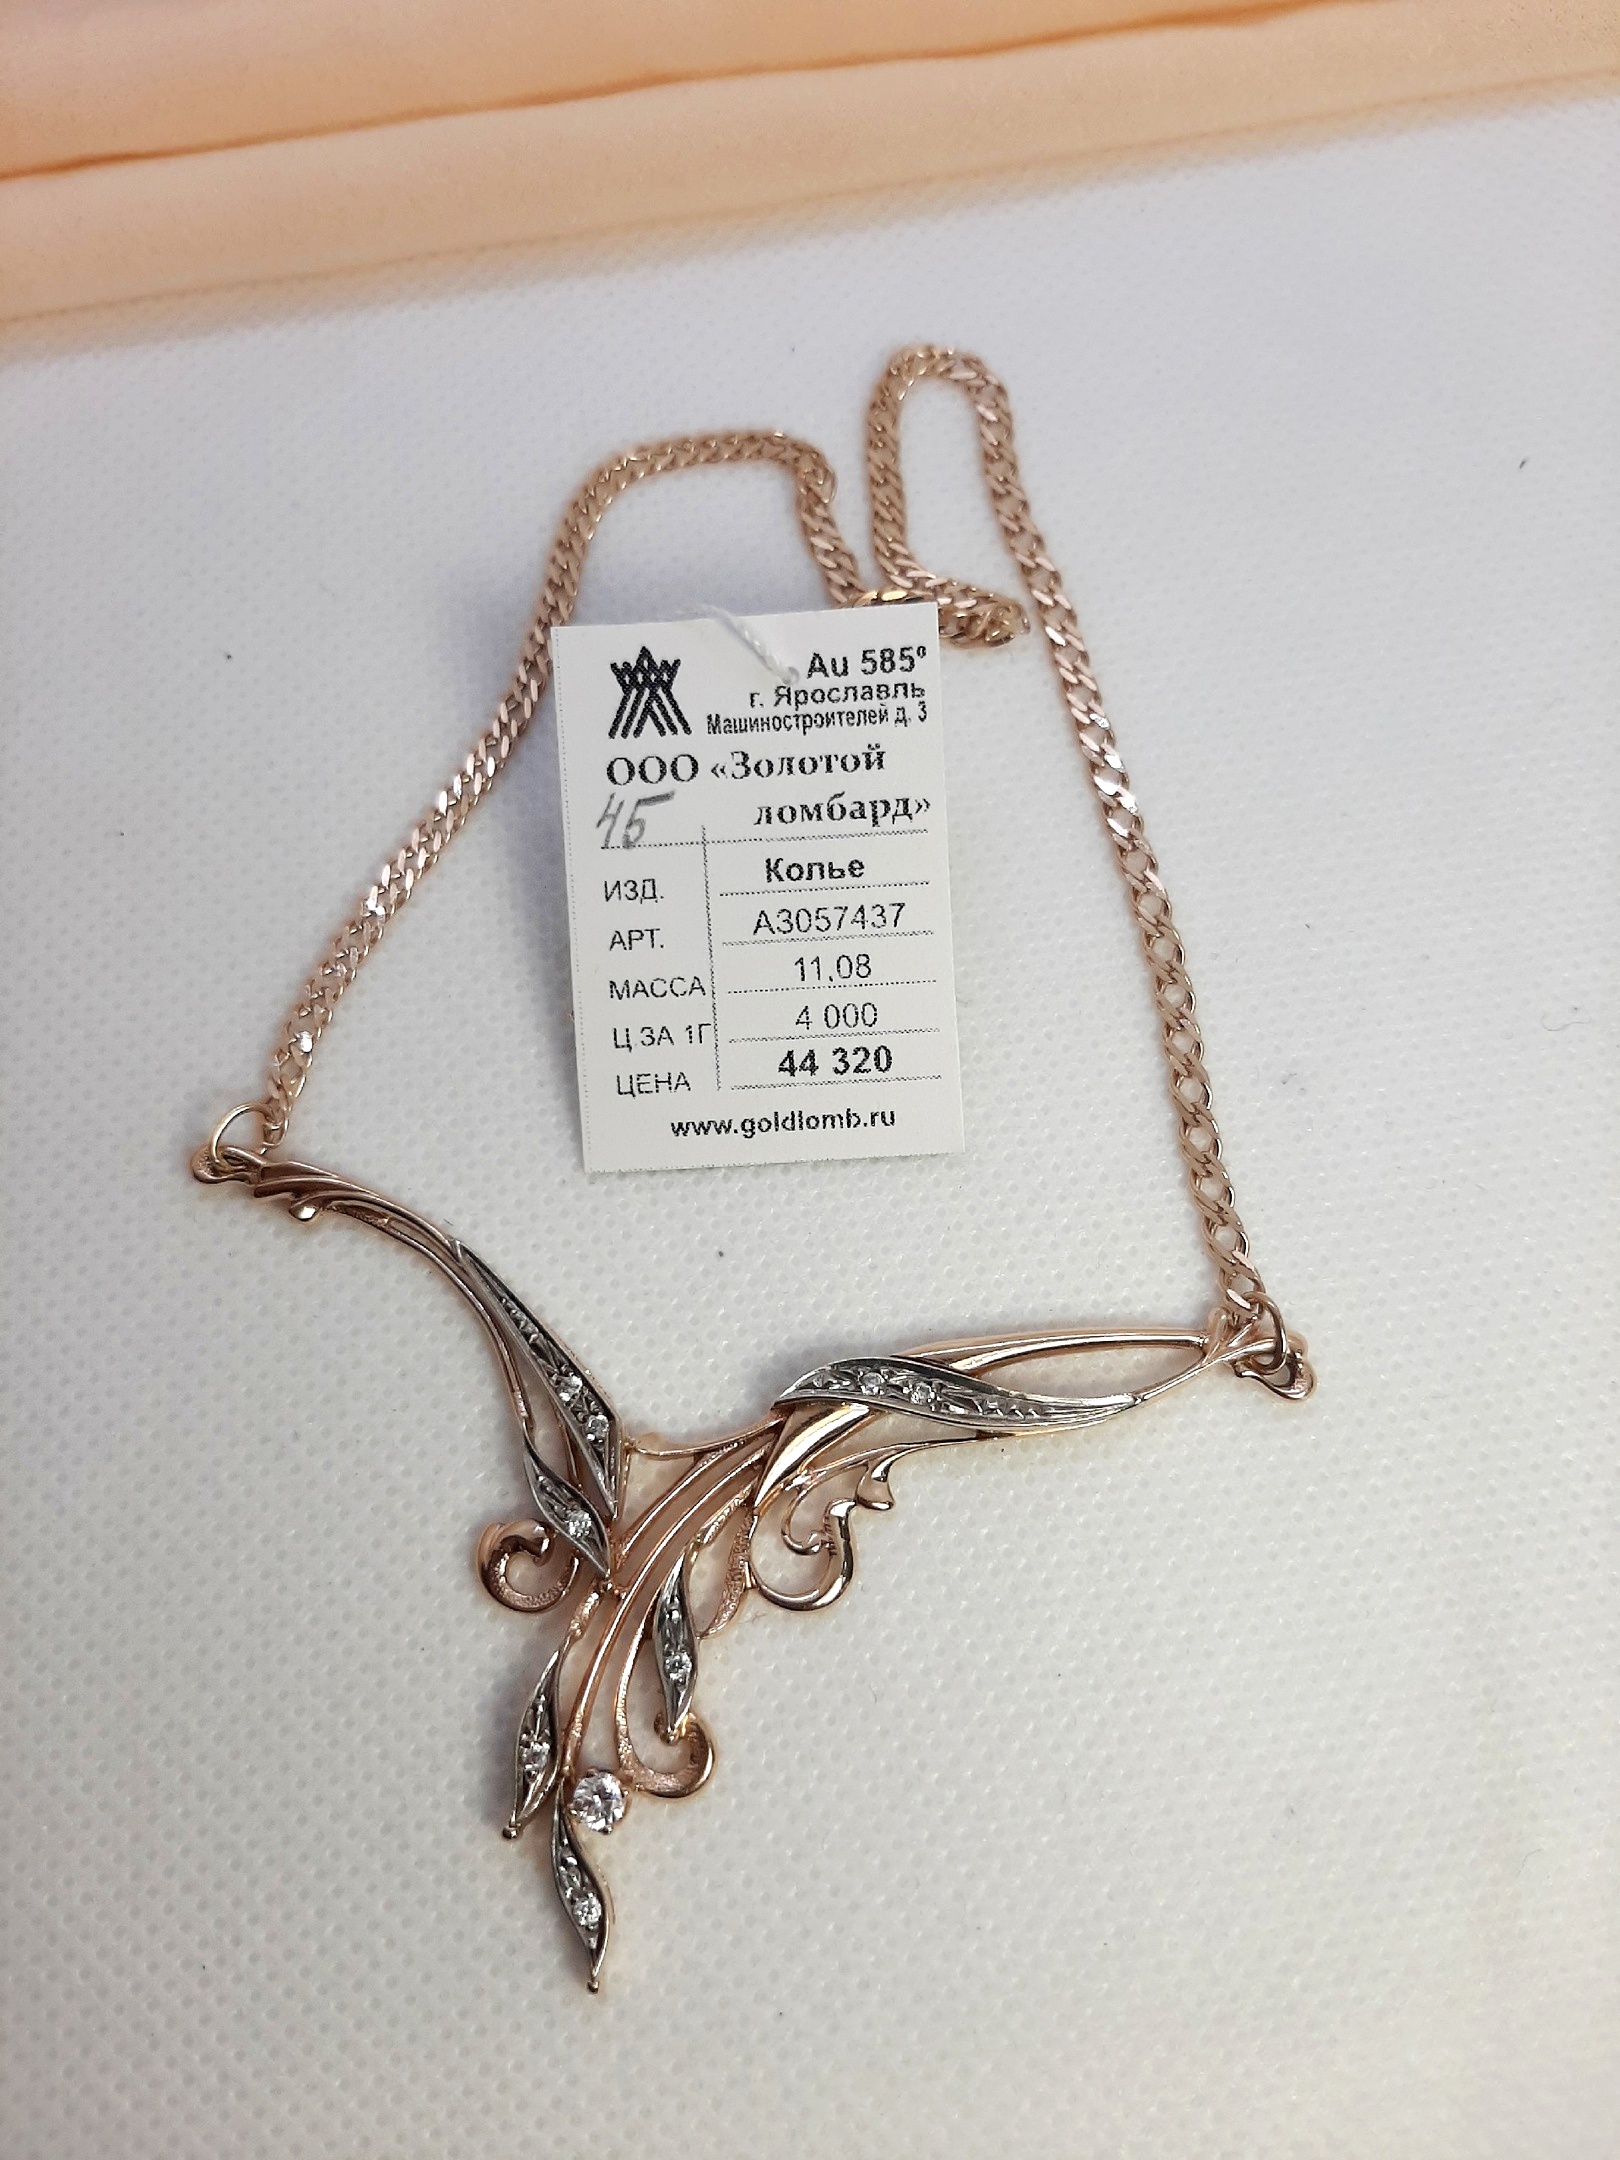 Au 585°
г. Ярославль
Машиностроителей д. 3
ООО «Золотой
ломбард»
45
ИЗД. Колье
АРТ. А3057437
МАССА 11,08
Ц.ЗА 1Г 4 000
ЦЕНА 44 320
www.goldlomb.ru